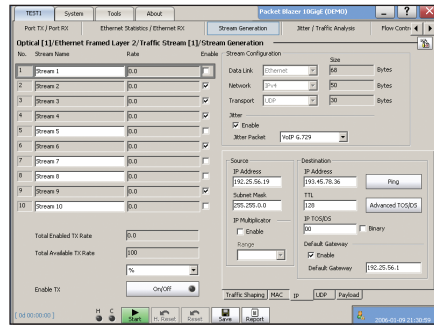 TEST1 System Tools About Packet Blazer 10GigE (DEMO) _ ? X
Port TX / Port RX Ethernet Statistics / Ethernet RX Stream Generation Jitter / Traffic Analysis Flow Contr
Optical [1]/Ethernet Framed Layer 2/Traffic Stream [1]/Stream Generation
No. Stream Name Rate Enable
1 Stream 1 0.0
2 Stream 2 0.0
3 Stream 3 0.0
4 Stream 4 0.0
5 Stream 5 0.0
6 Stream 6 0.0
7 Stream 7 0.0
8 Stream 8 0.0
9 Stream 9 0.0
10 Stream 10 0.0
Total Enabled TX Rate 0.0
Total Available TX Rate 100
%
Enable TX On/Off
Stream Configuration
Size
Data Link Ethernet 68 Bytes
Network IPv4 50 Bytes
Transport UDP 30 Bytes
Jitter
Enable
Jitter Packet VoIP G.729
Source
IP Address
192.25.56.19
Subnet Mask
255.255.0.0
IP Multiplicator
Enable
Range
Destination
IP Address
193.45.78.36 Ping
TTL
128 Advanced TOS/DS
IP TOS/DS
00 Binary
Default Gateway
Enable
Default Gateway 192.25.56.1
Traffic Shaping MAC IP UDP Payload
[ 0d 00:00:00 ] H C Start H. Reset Reset Save Report 2006-01-09 21:30:59